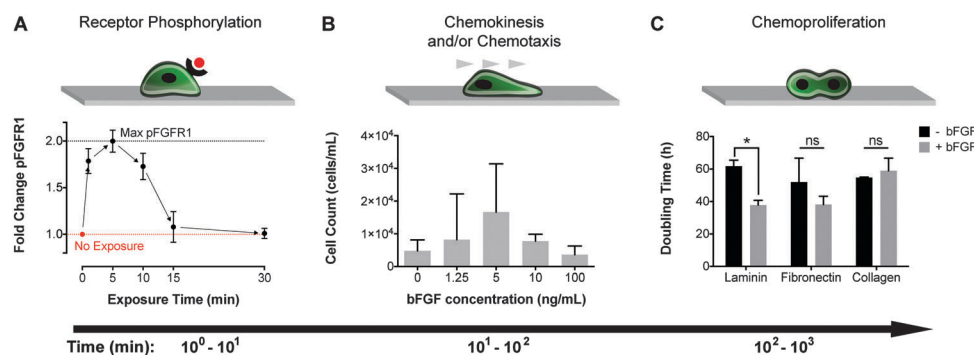 A
Receptor Phosphorylation
Fold Change pFGFR1
2.0
1.0
Max pFGFR1
No Exposure
0
5
10
15
30
Exposure Time (min)
B
Chemokinesis
and/or Chemotaxis
Cell Count (cells/mL)
4×10⁴
3×10⁴
2×10⁴
1×10⁴
0
0
1.25
5
10
100
bFGF concentration (ng/mL)
C
Chemoproliferation
- bFGF
+ bFGF
Doubling Time (h)
80
60
40
20
0
*
ns
ns
Laminin
Fibronectin
Collagen
Time (min):
10⁰ - 10¹
10¹ - 10²
10² - 10³